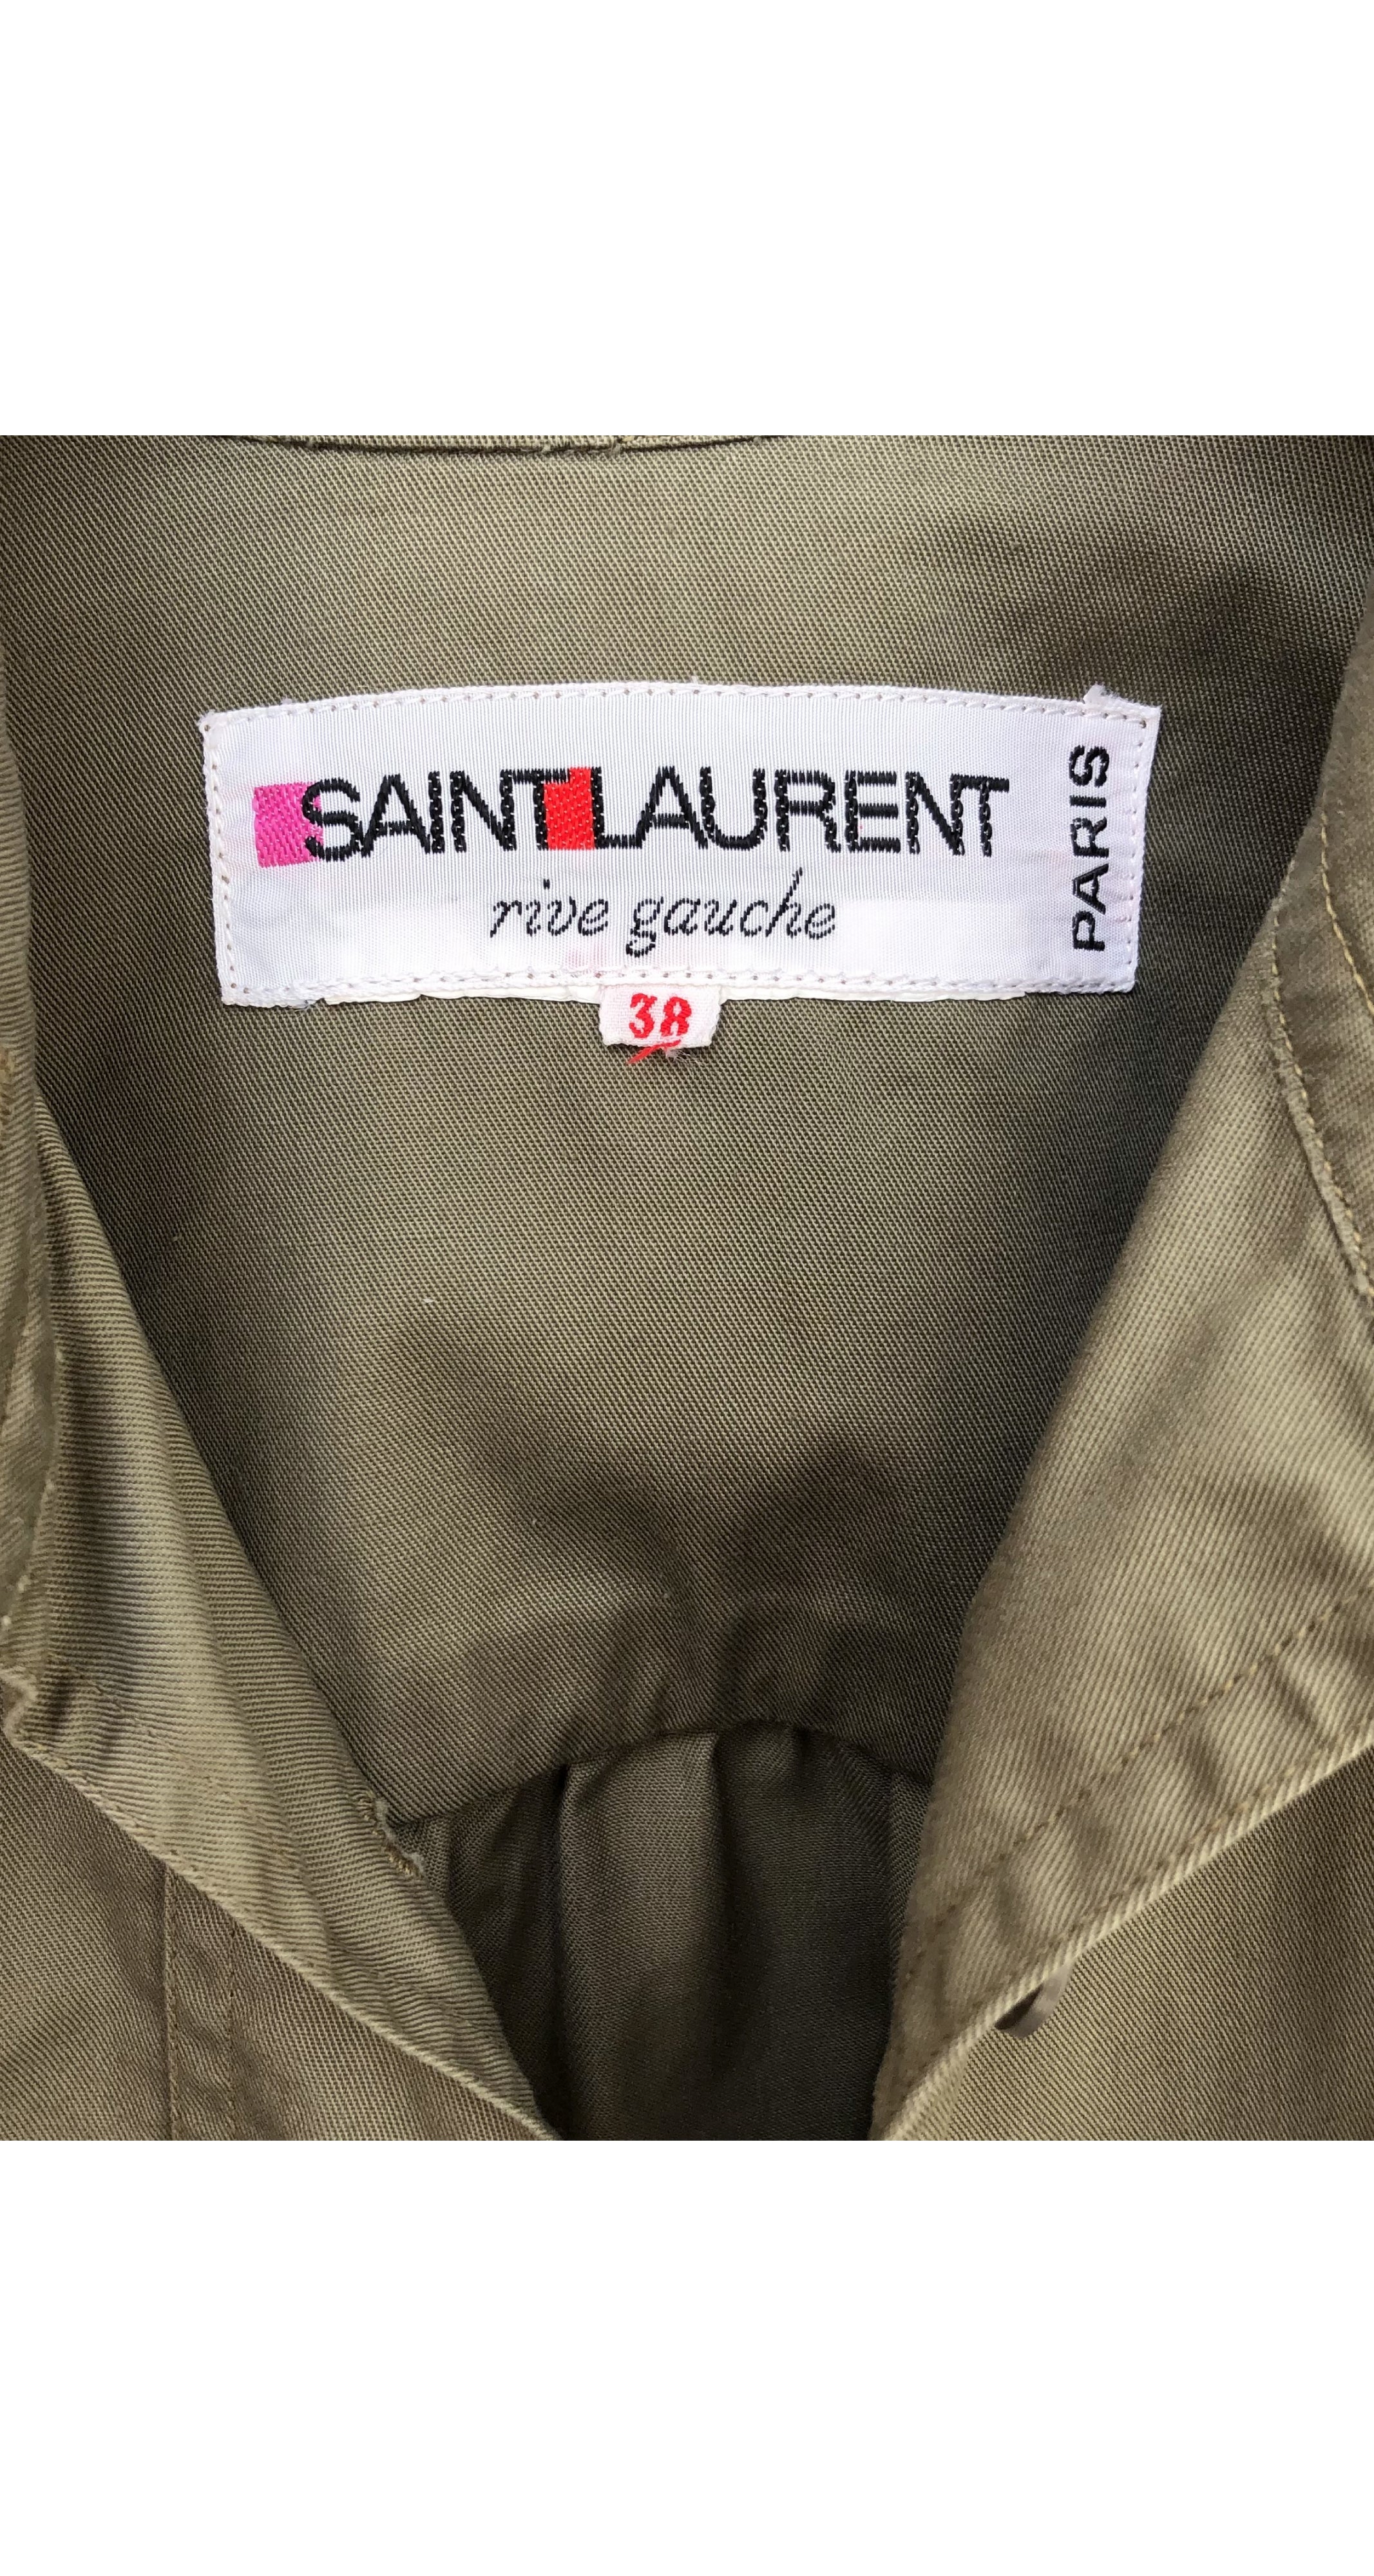 SAINT LAURENT
rive gauche
PARIS
38